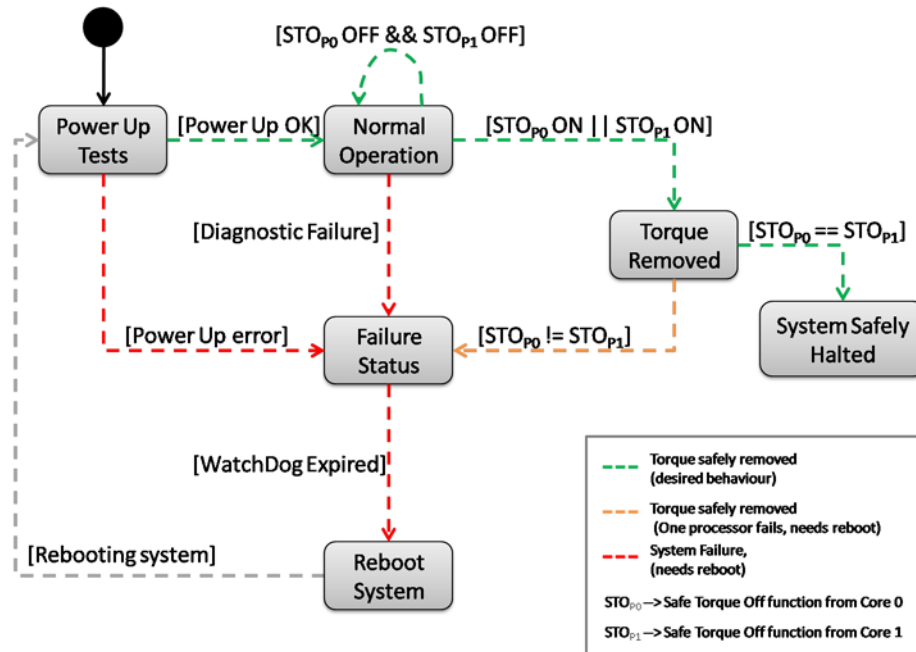 [STOP0 OFF && STOP1 OFF]
Power Up
Tests
[Power Up OK]
Normal
Operation
[STOP0 ON || STOP1 ON]
[Diagnostic Failure]
Torque
Removed
[STOP0 == STOP1]
[Power Up error]
Failure
Status
[STOP0 != STOP1]
System Safely
Halted
[WatchDog Expired]
[Rebooting system]
Reboot
System
Torque safely removed
(desired behaviour)
Torque safely removed
(One processor fails, needs reboot)
System Failure,
(needs reboot)
STOP0 —> Safe Torque Off function from Core 0
STOP1 —> Safe Torque Off function from Core 1